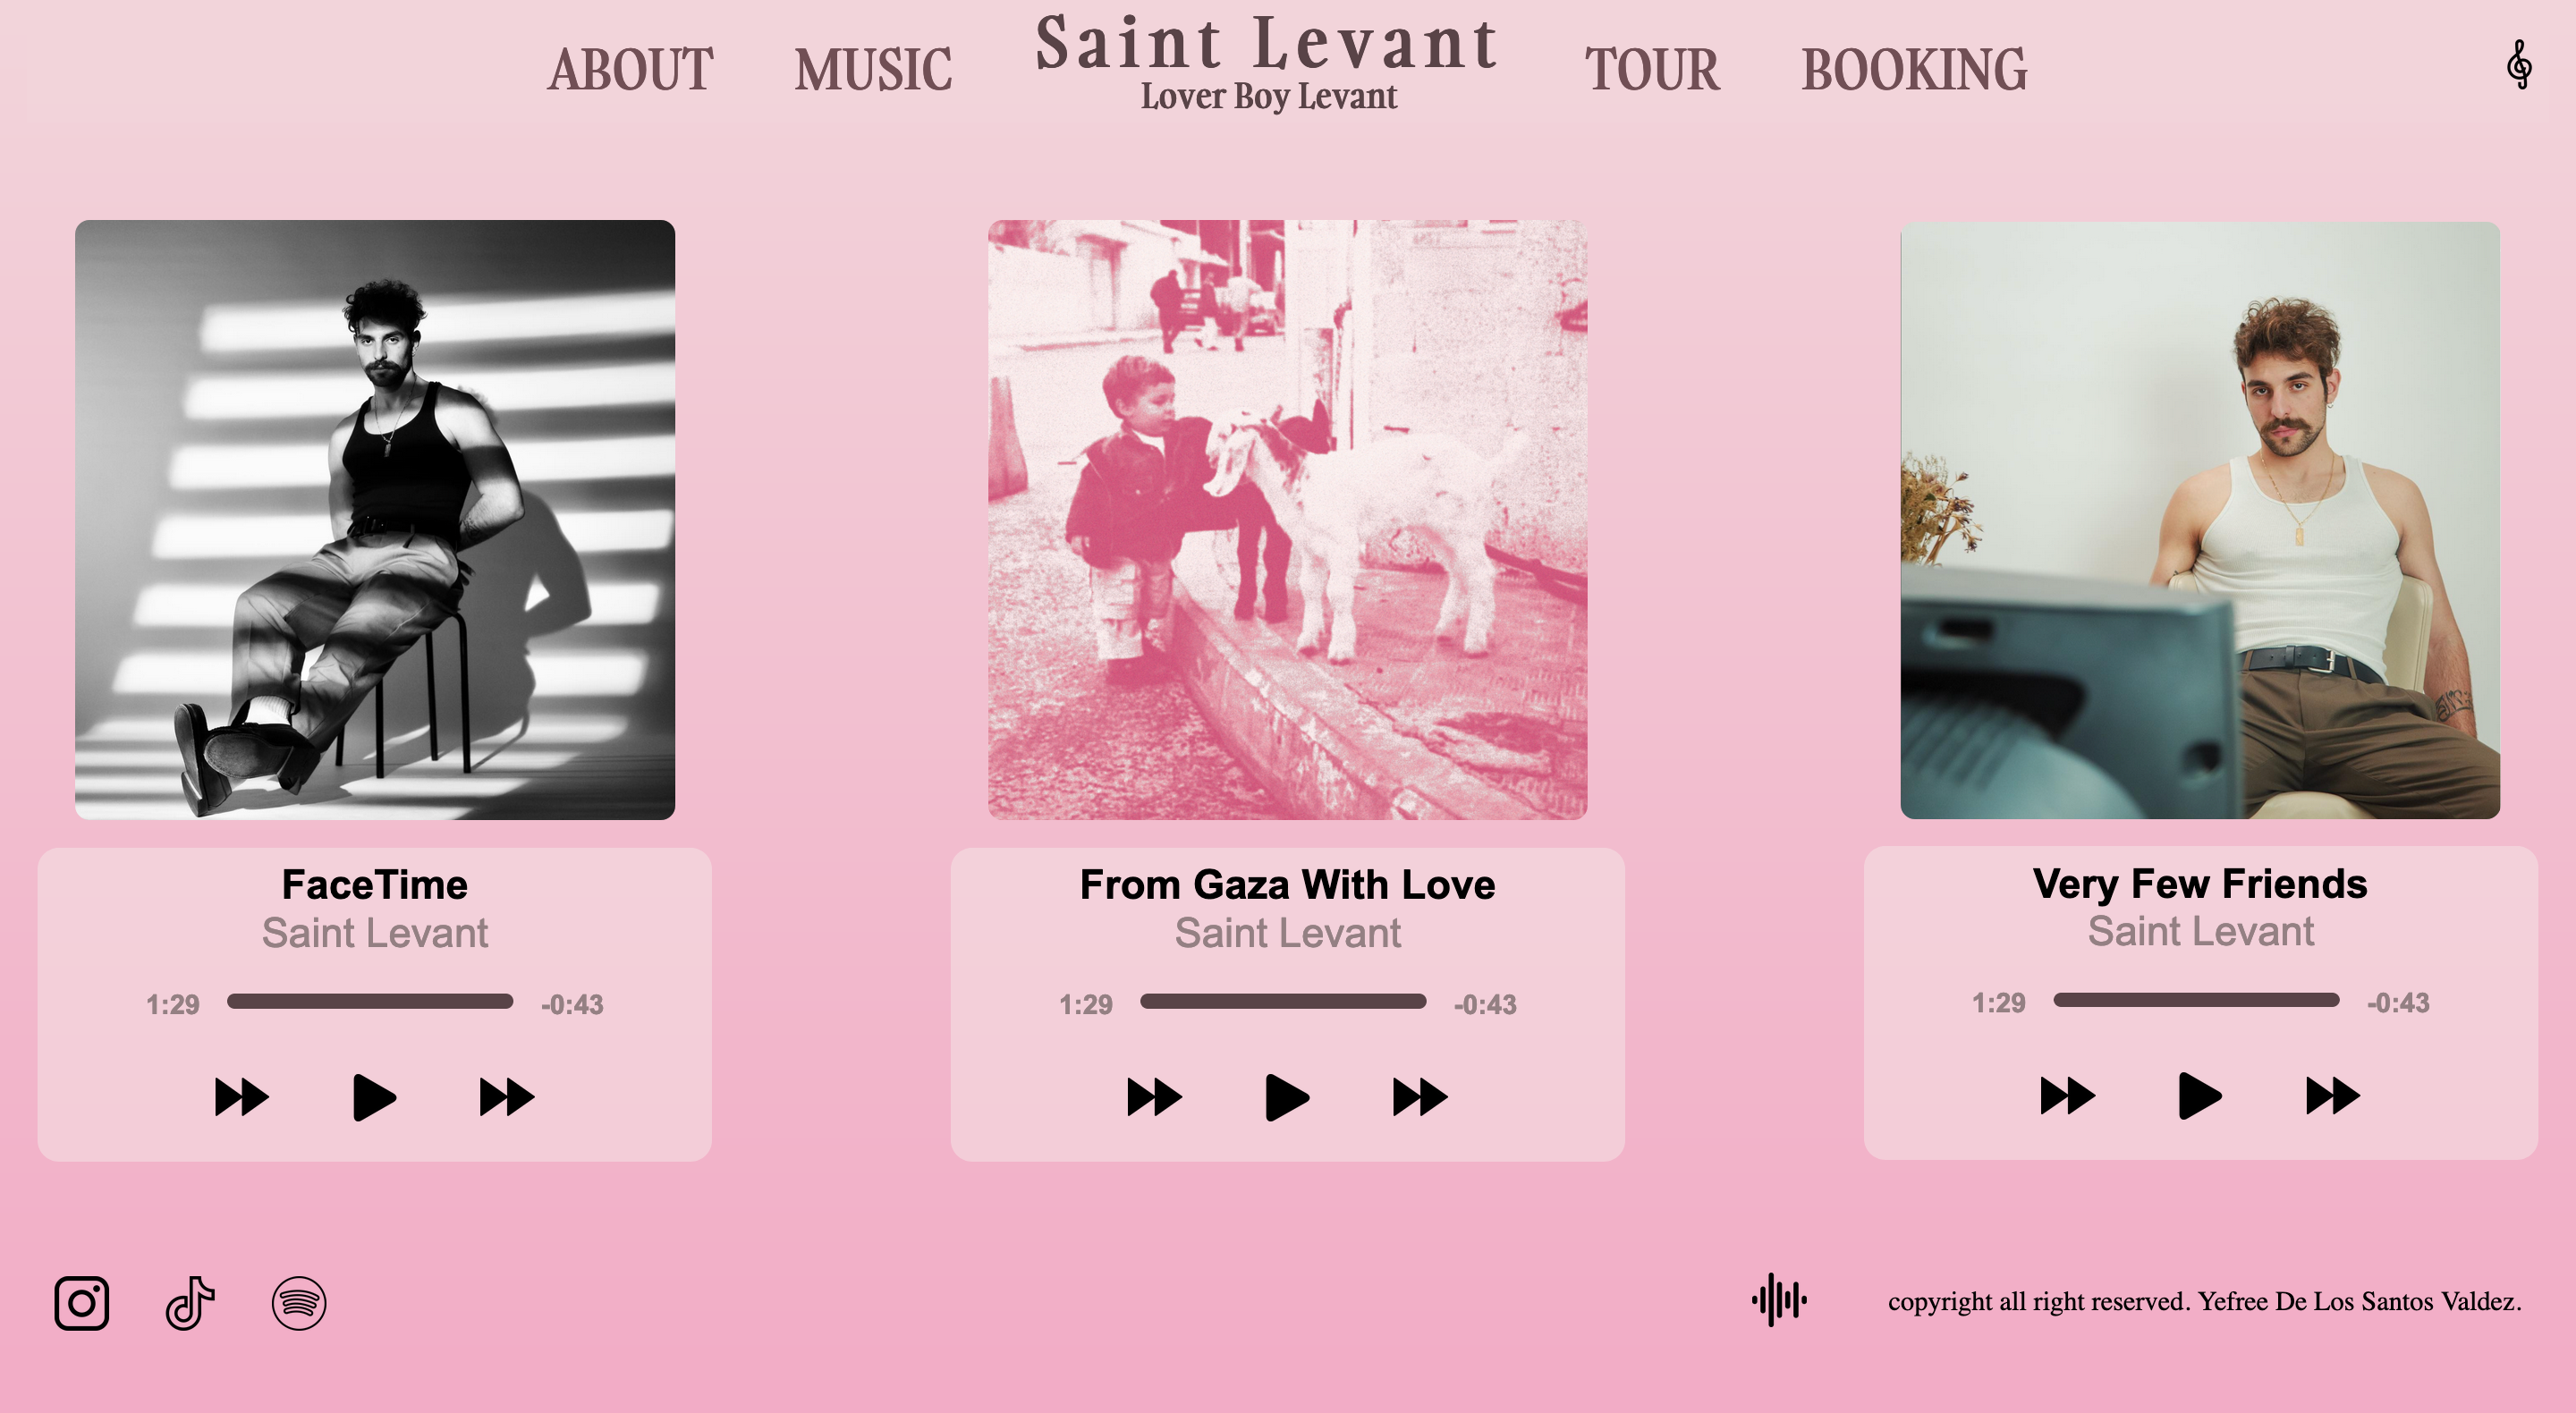 ABOUT
MUSIC
Saint Levant
Lover Boy Levant
TOUR
BOOKING
FaceTime
Saint Levant
1:29
-0:43
From Gaza With Love
Saint Levant
1:29
-0:43
Very Few Friends
Saint Levant
1:29
-0:43
copyright all right reserved. Yefree De Los Santos Valdez.